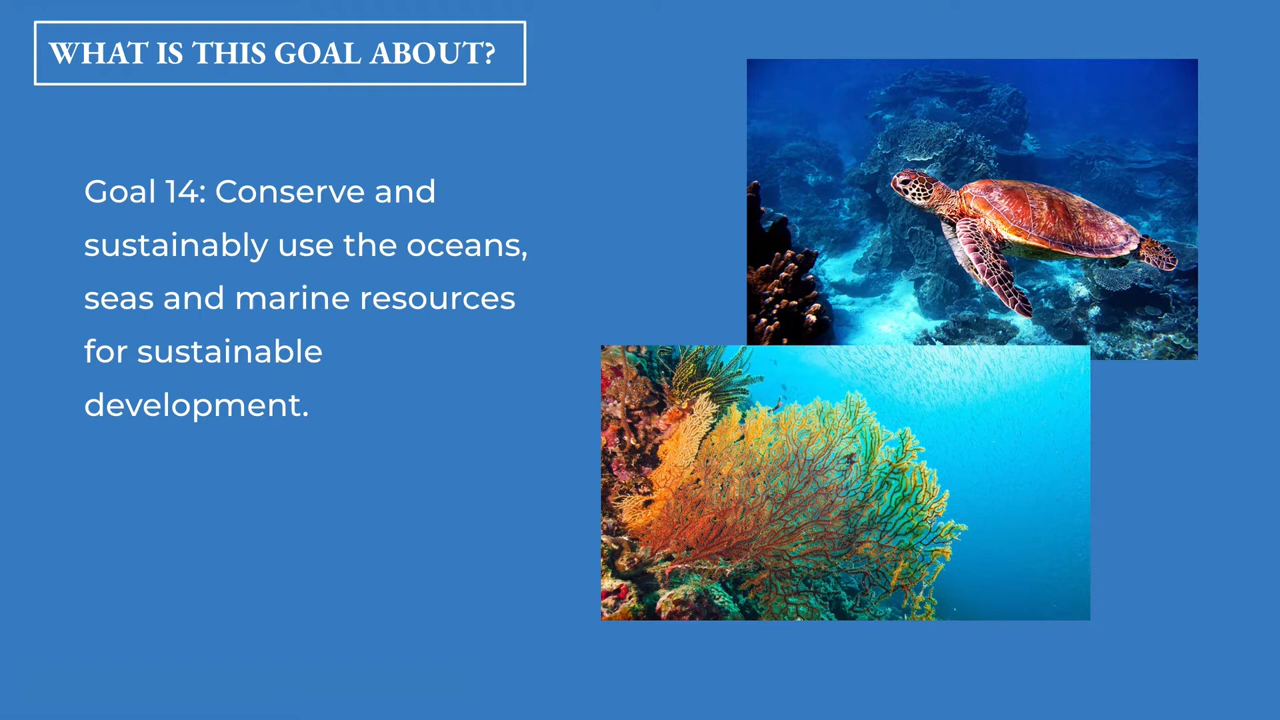 WHAT IS THIS GOAL ABOUT?
Goal 14: Conserve and
sustainably use the oceans,
seas and marine resources
for sustainable
development.